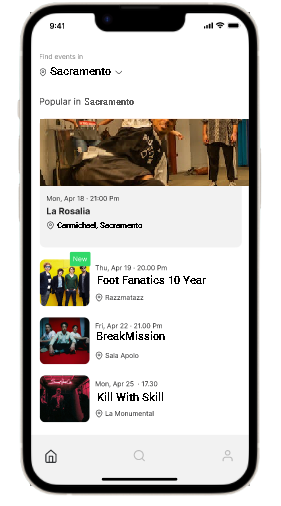 9:41
Find events in
Sacramento
Popular in Sacramento
Mon, Apr 18 · 21:00 Pm
La Rosalia
Carmichael, Sacramento
New
Thu, Apr 19 · 20.00 Pm
Foot Fanatics 10 Year
Razzmatazz
Fri, Apr 22 · 21.00 Pm
BreakMission
Sala Apolo
Mon, Apr 25 · 17.30
Kill With Skill
La Monumental